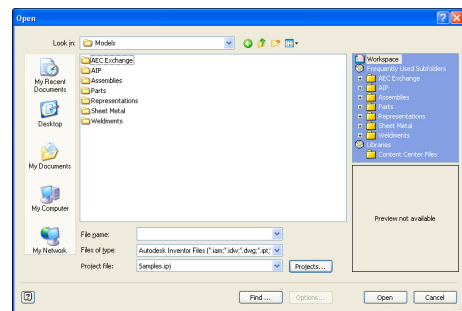 Open
Look in:
Models
My Recent
Documents
Desktop
My Documents
My Computer
My Network
AEC Exchange
AIP
Assemblies
Parts
Representations
Sheet Metal
Weldments
File name:
Files of type:
Autodesk Inventor Files (*.iam;*.idw;*.dwg;*.ipt;*
Project file:
Samples.ipj
Projects...
Workspace
Frequently Used Subfolders
AEC Exchange
AIP
Assemblies
Parts
Representations
Sheet Metal
Weldments
Libraries
Content Center Files
Preview not available
Find ...
Options...
Open
Cancel